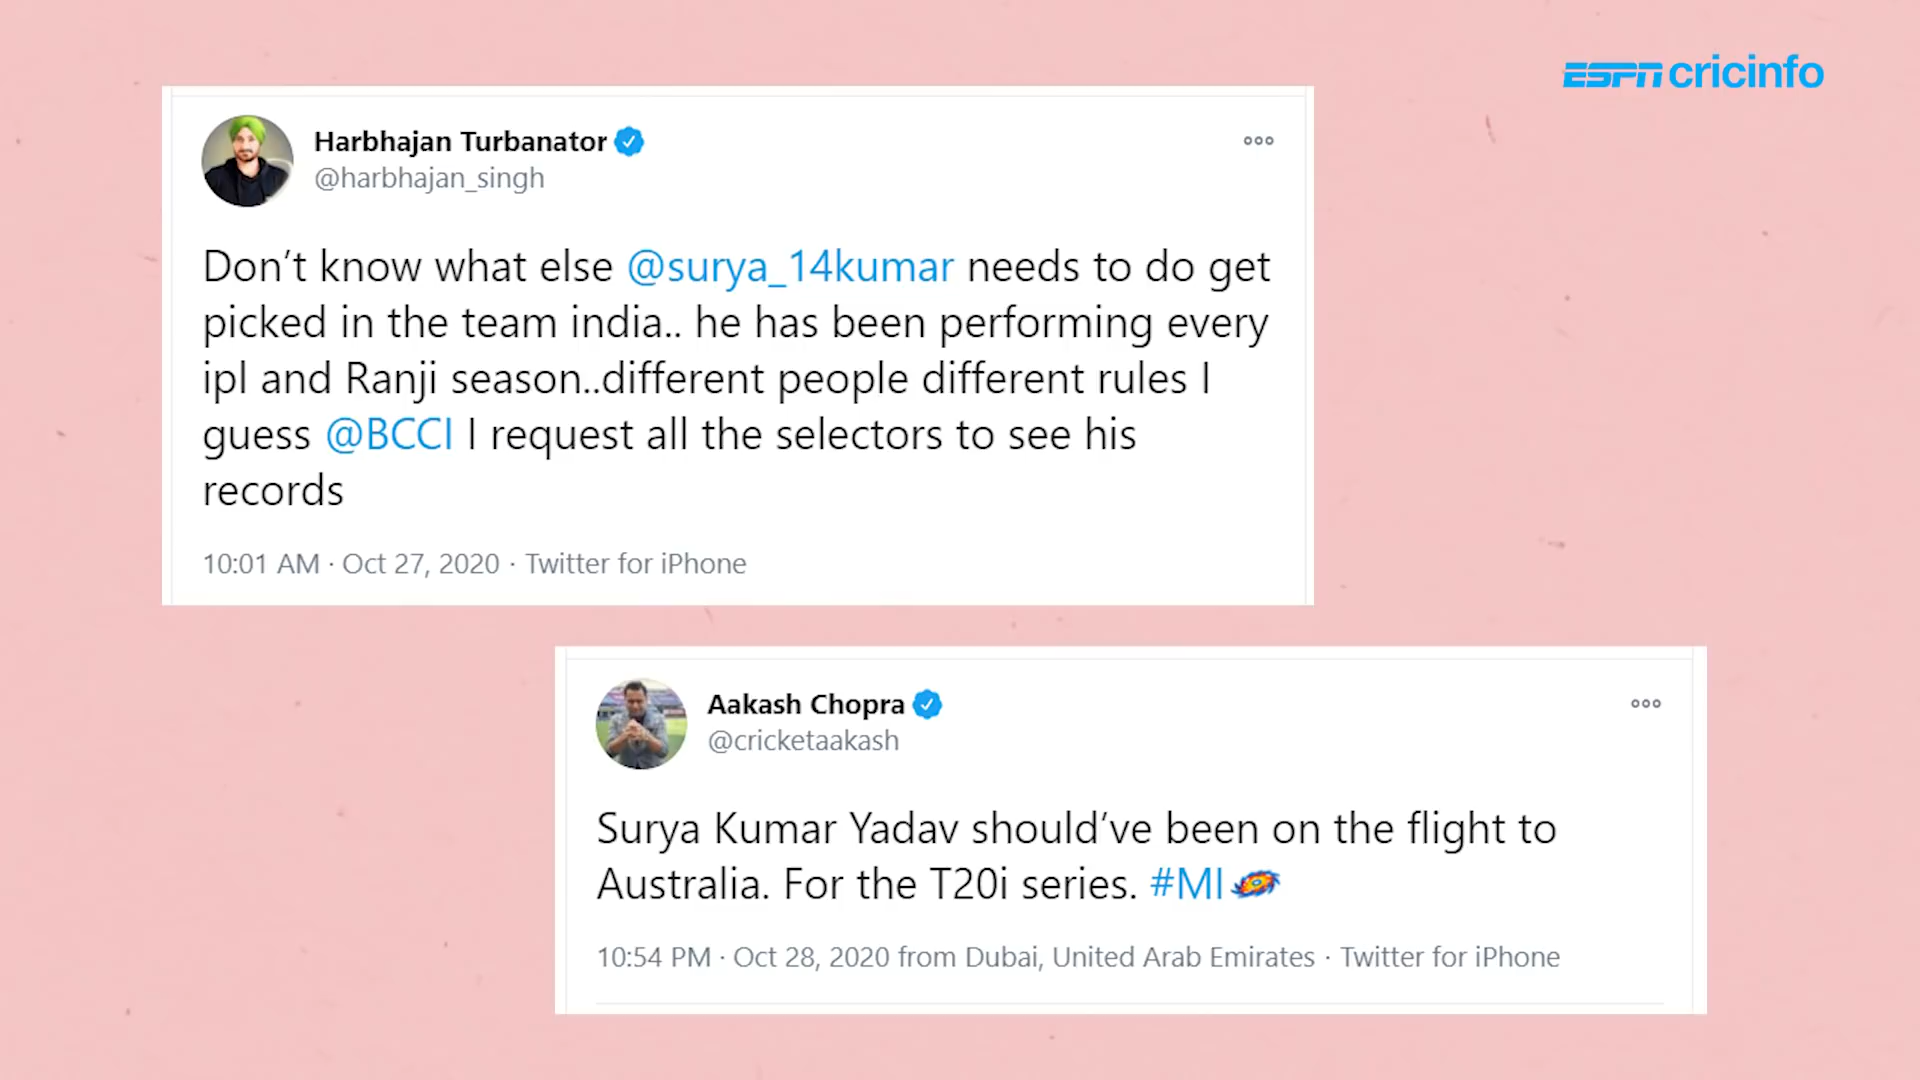 ESPN cricinfo
Harbhajan Turbanator
@harbhajan_singh
Don’t know what else @surya_14kumar needs to do get
picked in the team india.. he has been performing every
ipl and Ranji season..different people different rules I
guess @BCCI I request all the selectors to see his
records
10:01 AM · Oct 27, 2020 · Twitter for iPhone
Aakash Chopra
@cricketaakash
Surya Kumar Yadav should’ve been on the flight to
Australia. For the T20i series. #MI
10:54 PM · Oct 28, 2020 from Dubai, United Arab Emirates · Twitter for iPhone